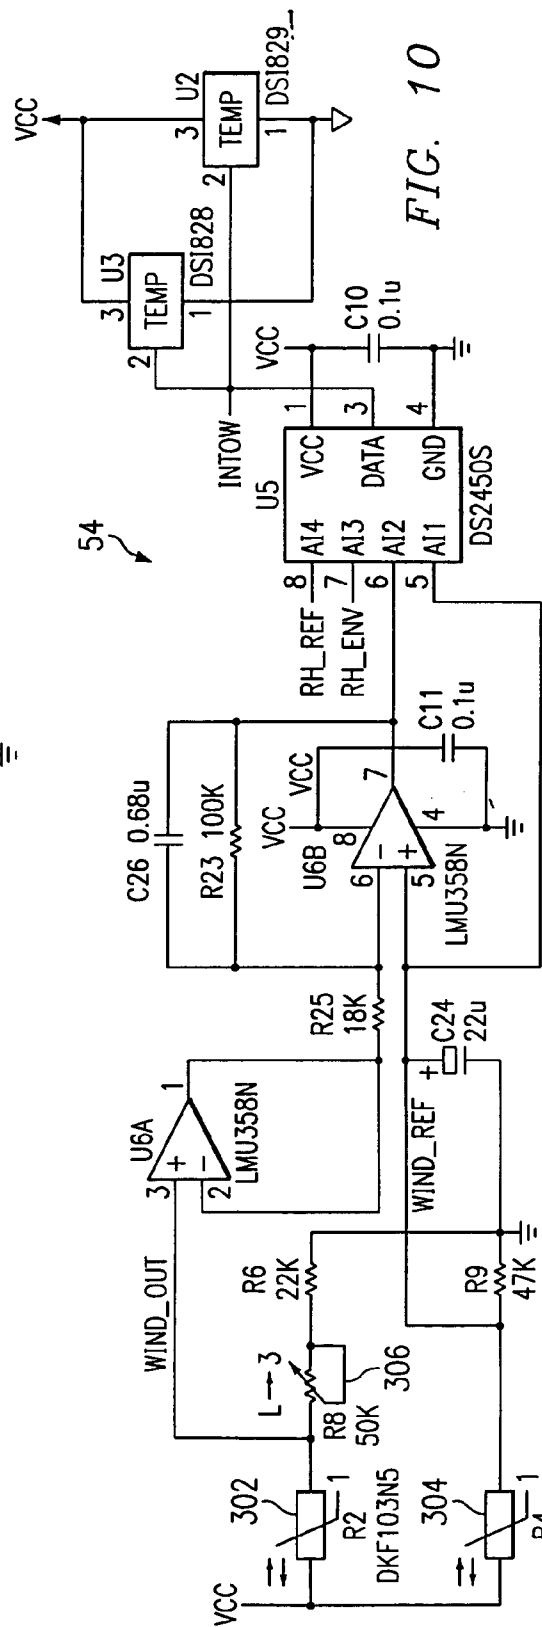 54
VCC
302
R2
DKF103N5
1
304
1
WIND_OUT
L → 3
R8
50K
306
R6
22K
R9
47K
U6A
3
+
2
−
1
LMU358N
WIND_REF
+
C24
22u
R25
18K
C26 0.68u
R23 100K
VCC
VCC
U6B
8
6
−
5
+
7
4
LMU358N
C11
0.1u
RH_REF
RH_ENV
8
7
6
5
U5
AI4
AI3
AI2
AI1
VCC
DATA
GND
DS2450S
1
3
4
VCC
C10
0.1u
INTOW
U3
3
TEMP
2
1
DSI828
VCC
U2
3
TEMP
2
1
DSI829_
FIG. 10